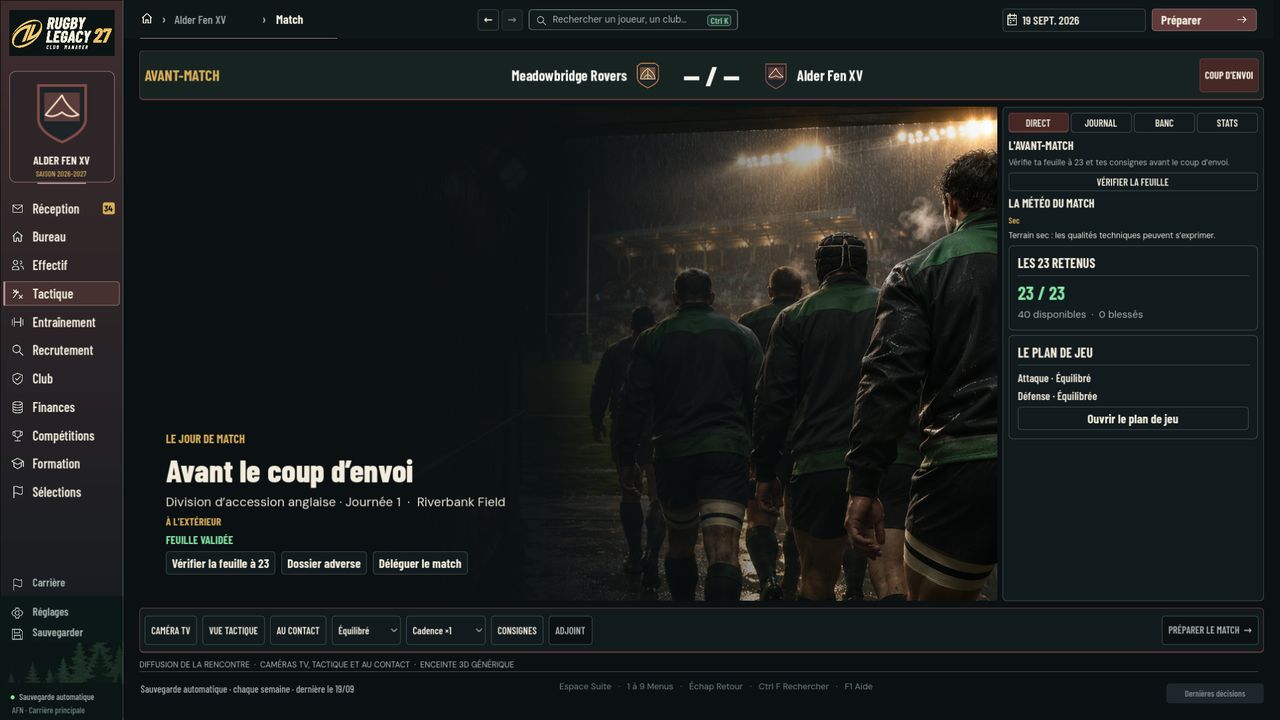 RUGBY
LEGACY 27
CLUB MANAGER
ALDER FEN XV
SAISON 2026-2027
Réception 34
Bureau
Effectif
Tactique
Entraînement
Recrutement
Club
Finances
Compétitions
Formation
Sélections
Carrière
Réglages
Sauvegarder
Sauvegarde automatique
AFN · Carrière principale
› Alder Fen XV › Match
← →
Rechercher un joueur, un club… Ctrl K
19 SEPT. 2026
Préparer →
AVANT-MATCH
Meadowbridge Rovers – / – Alder Fen XV
COUP D'ENVOI
LE JOUR DE MATCH
Avant le coup d’envoi
Division d’accession anglaise · Journée 1 · Riverbank Field
À L'EXTÉRIEUR
FEUILLE VALIDÉE
Vérifier la feuille à 23 Dossier adverse Déléguer le match
DIRECT JOURNAL BANC STATS
L'AVANT-MATCH
Vérifie ta feuille à 23 et tes consignes avant le coup d'envoi.
VÉRIFIER LA FEUILLE
LA MÉTÉO DU MATCH
Sec
Terrain sec : les qualités techniques peuvent s'exprimer.
LES 23 RETENUS
23 / 23
40 disponibles · 0 blessés
LE PLAN DE JEU
Attaque · Équilibré
Défense · Équilibrée
Ouvrir le plan de jeu
CAMÉRA TV VUE TACTIQUE AU CONTACT Équilibré Cadence ×1 CONSIGNES ADJOINT PRÉPARER LE MATCH →
DIFFUSION DE LA RENCONTRE · CAMÉRAS TV, TACTIQUE ET AU CONTACT · ENCEINTE 3D GÉNÉRIQUE
Sauvegarde automatique · chaque semaine · dernière le 19/09
Espace Suite · 1 à 9 Menus · Échap Retour · Ctrl F Rechercher · F1 Aide
Dernières décisions